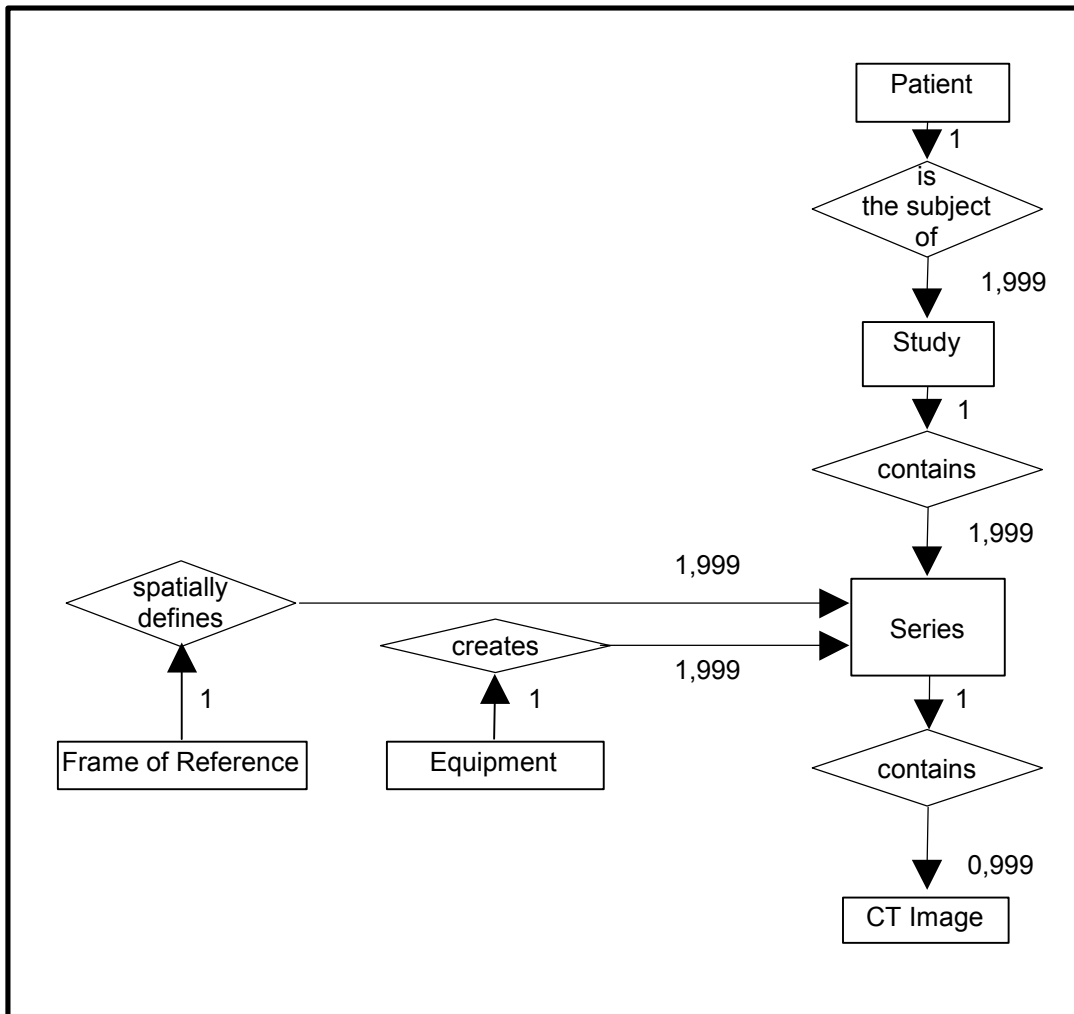 Patient
1
is
the subject
of
1,999
Study
1
contains
1,999
spatially
defines
1,999
Series
creates
1,999
1
1
1
Frame of Reference
Equipment
contains
0,999
CT Image